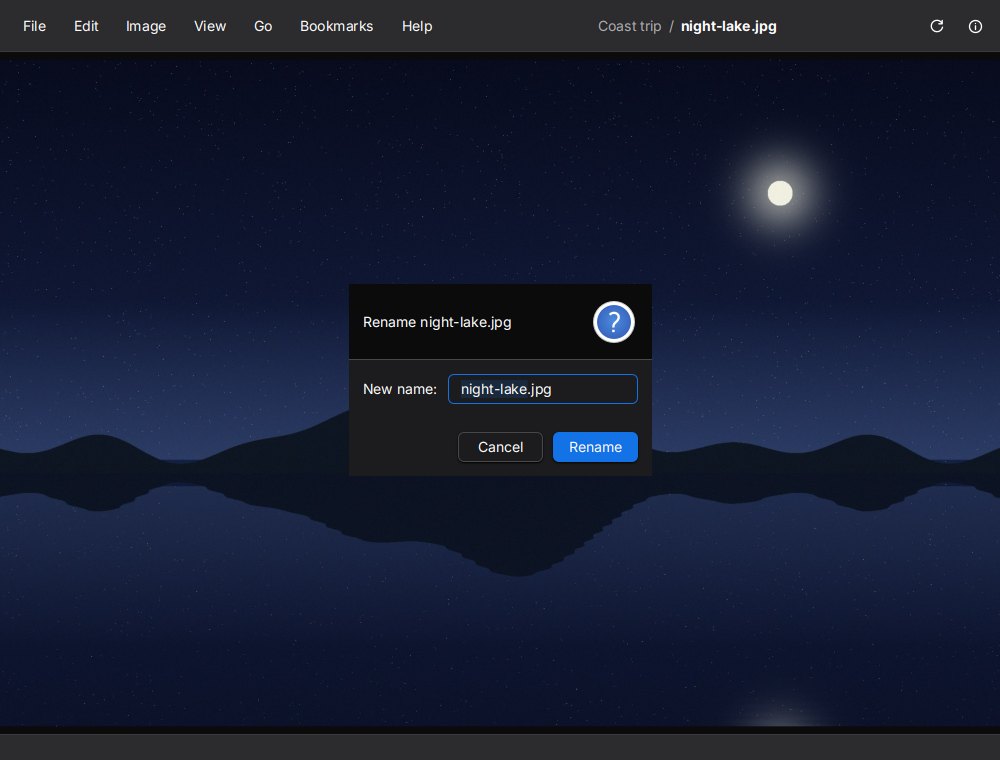 File Edit Image View Go Bookmarks Help Coast trip / night-lake.jpg
Rename night-lake.jpg ?
New name: night-lake.jpg
Cancel Rename